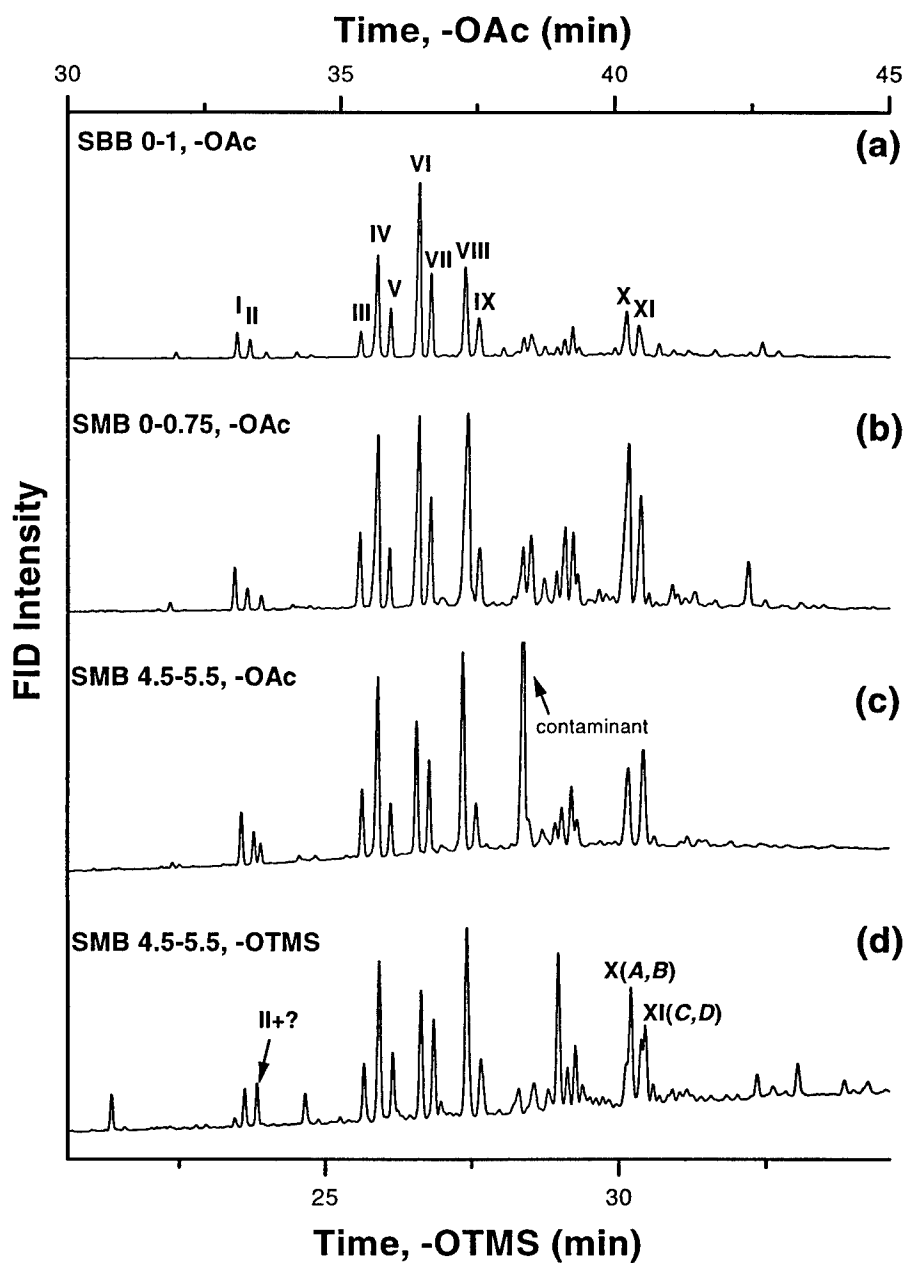 Time, -OAc (min)
30 35 40 45
SBB 0-1, -OAc (a)
I II III IV V VI VII VIII IX X XI
SMB 0-0.75, -OAc (b)
SMB 4.5-5.5, -OAc (c)
contaminant
SMB 4.5-5.5, -OTMS (d)
II+?
X(A,B)
XI(C,D)
FID Intensity
25 30
Time, -OTMS (min)